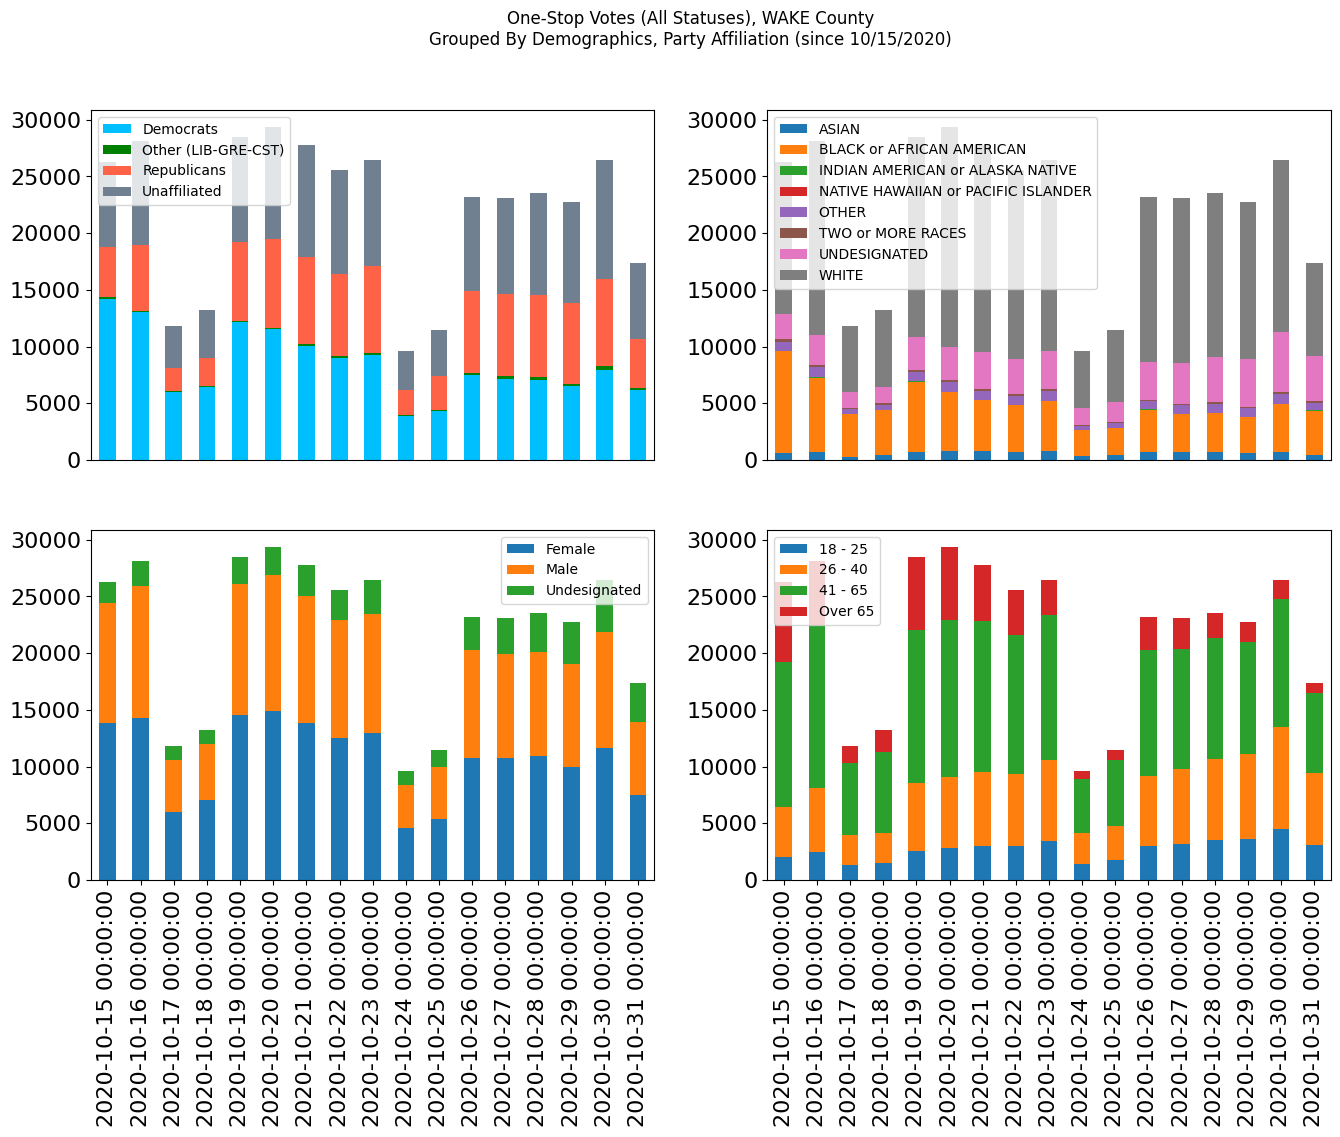 One-Stop Votes (All Statuses), WAKE County
Grouped By Demographics, Party Affiliation (since 10/15/2020)
30000
25000
20000
15000
10000
5000
0
Democrats
Other (LIB-GRE-CST)
Republicans
Unaffiliated
30000
25000
20000
15000
10000
5000
0
ASIAN
BLACK or AFRICAN AMERICAN
INDIAN AMERICAN or ALASKA NATIVE
NATIVE HAWAIIAN or PACIFIC ISLANDER
OTHER
TWO or MORE RACES
UNDESIGNATED
WHITE
30000
25000
20000
15000
10000
5000
0
Female
Male
Undesignated
2020-10-15 00:00:00
2020-10-16 00:00:00
2020-10-17 00:00:00
2020-10-18 00:00:00
2020-10-19 00:00:00
2020-10-20 00:00:00
2020-10-21 00:00:00
2020-10-22 00:00:00
2020-10-23 00:00:00
2020-10-24 00:00:00
2020-10-25 00:00:00
2020-10-26 00:00:00
2020-10-27 00:00:00
2020-10-28 00:00:00
2020-10-29 00:00:00
2020-10-30 00:00:00
2020-10-31 00:00:00
30000
25000
20000
15000
10000
5000
0
18 - 25
26 - 40
41 - 65
Over 65
2020-10-15 00:00:00
2020-10-16 00:00:00
2020-10-17 00:00:00
2020-10-18 00:00:00
2020-10-19 00:00:00
2020-10-20 00:00:00
2020-10-21 00:00:00
2020-10-22 00:00:00
2020-10-23 00:00:00
2020-10-24 00:00:00
2020-10-25 00:00:00
2020-10-26 00:00:00
2020-10-27 00:00:00
2020-10-28 00:00:00
2020-10-29 00:00:00
2020-10-30 00:00:00
2020-10-31 00:00:00